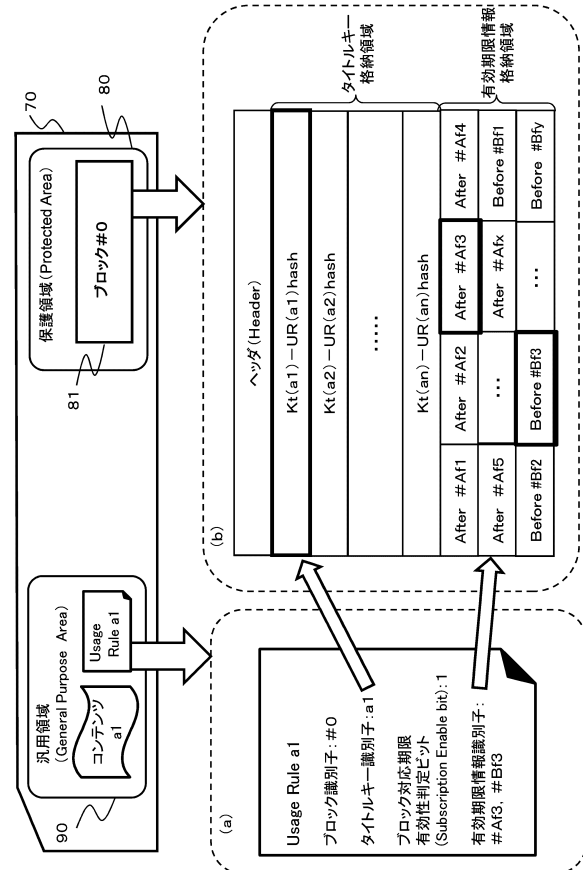 70
汎用領域
(General Purpose Area)
コンテンツ
a1
Usage
Rule a1
90
保護領域(Protected Area)
ブロック#0
81
80
(a)
Usage Rule a1
ブロック識別子:#0
タイトルキー識別子:a1
ブロック対応期限
有効性判定ビット
(Subscription Enable bit):1
有効期限情報識別子:
#Af3, #Bf3
(b)
ヘッダ(Header)
Kt(a1)-UR(a1)hash
Kt(a2)-UR(a2)hash
・・・・・
Kt(an)-UR(an)hash
After #Af1 After #Af2 After #Af3 After #Af4
After #Af5 ・・・ After #Afx Before #Bf1
Before #Bf2 Before #Bf3 ・・・ Before #Bfy
タイトルキー
格納領域
有効期限情報
格納領域